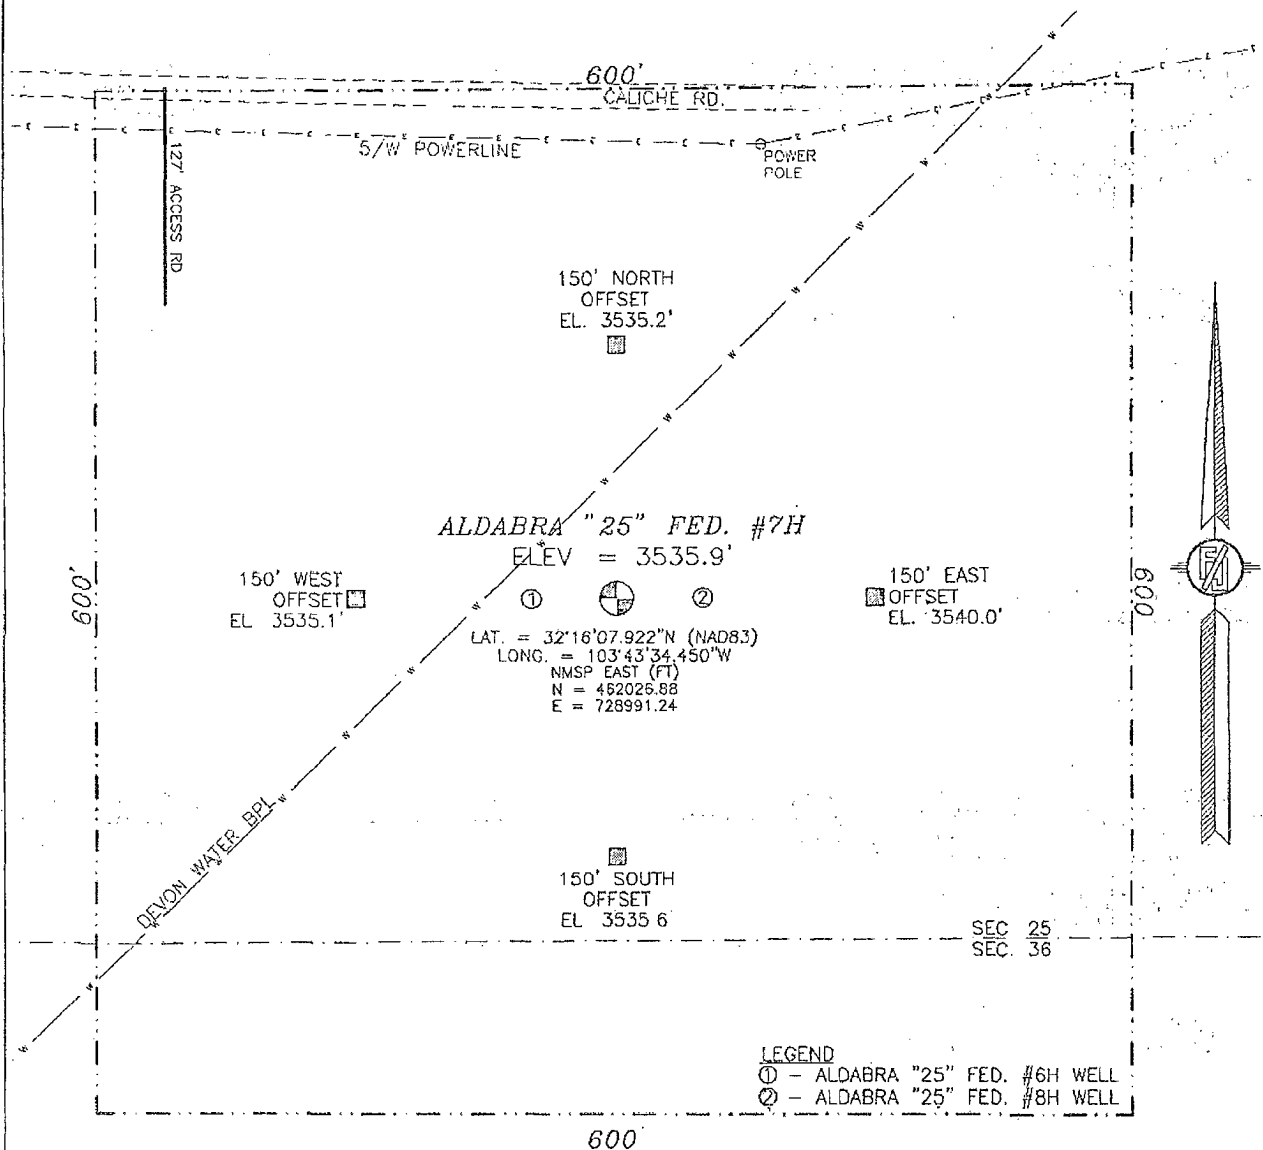 600'
CALICHE RD.
S/W POWERLINE
POWER
POLE
127' ACCESS RD
150' NORTH
OFFSET
EL. 3535.2'
ALDABRA "25" FED. #7H
ELEV = 3535.9'
600'
150' WEST
OFFSET
EL 3535.1'
①
②
150' EAST
OFFSET
EL. 3540.0'
600'
LAT. = 32°16'07.922"N (NAD83)
LONG. = 103°43'34.450"W
NMSP EAST (FT)
N = 462026.88
E = 728991.24
DEVON WATER BPL
150' SOUTH
OFFSET
EL 3535 6
SEC 25
SEC. 36
LEGEND
① - ALDABRA "25" FED. #6H WELL
② - ALDABRA "25" FED. #8H WELL
600'